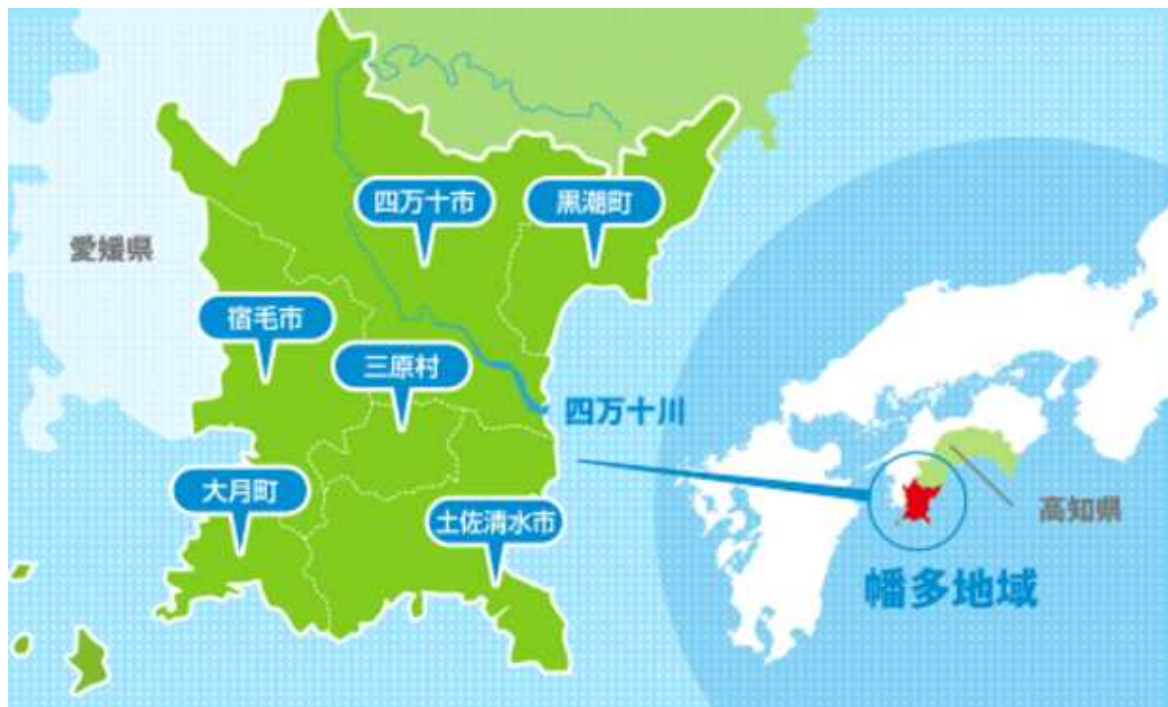 四万十市
黒潮町
愛媛県
宿毛市
三原村
四万十川
大月町
土佐清水市
高知県
幡多地域